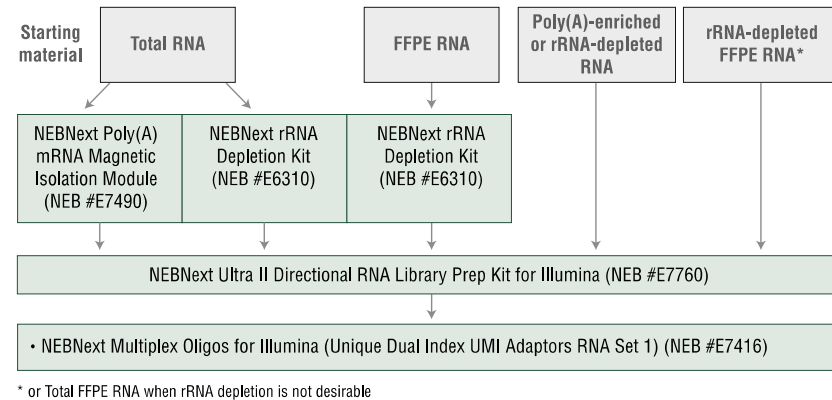 Starting
material
Total RNA
FFPE RNA
Poly(A)-enriched
or rRNA-depleted
RNA
rRNA-depleted
FFPE RNA*
NEBNext Poly(A)
mRNA Magnetic
Isolation Module
(NEB #E7490)
NEBNext rRNA
Depletion Kit
(NEB #E6310)
NEBNext rRNA
Depletion Kit
(NEB #E6310)
NEBNext Ultra II Directional RNA Library Prep Kit for Illumina (NEB #E7760)
• NEBNext Multiplex Oligos for Illumina (Unique Dual Index UMI Adaptors RNA Set 1) (NEB #E7416)
* or Total FFPE RNA when rRNA depletion is not desirable